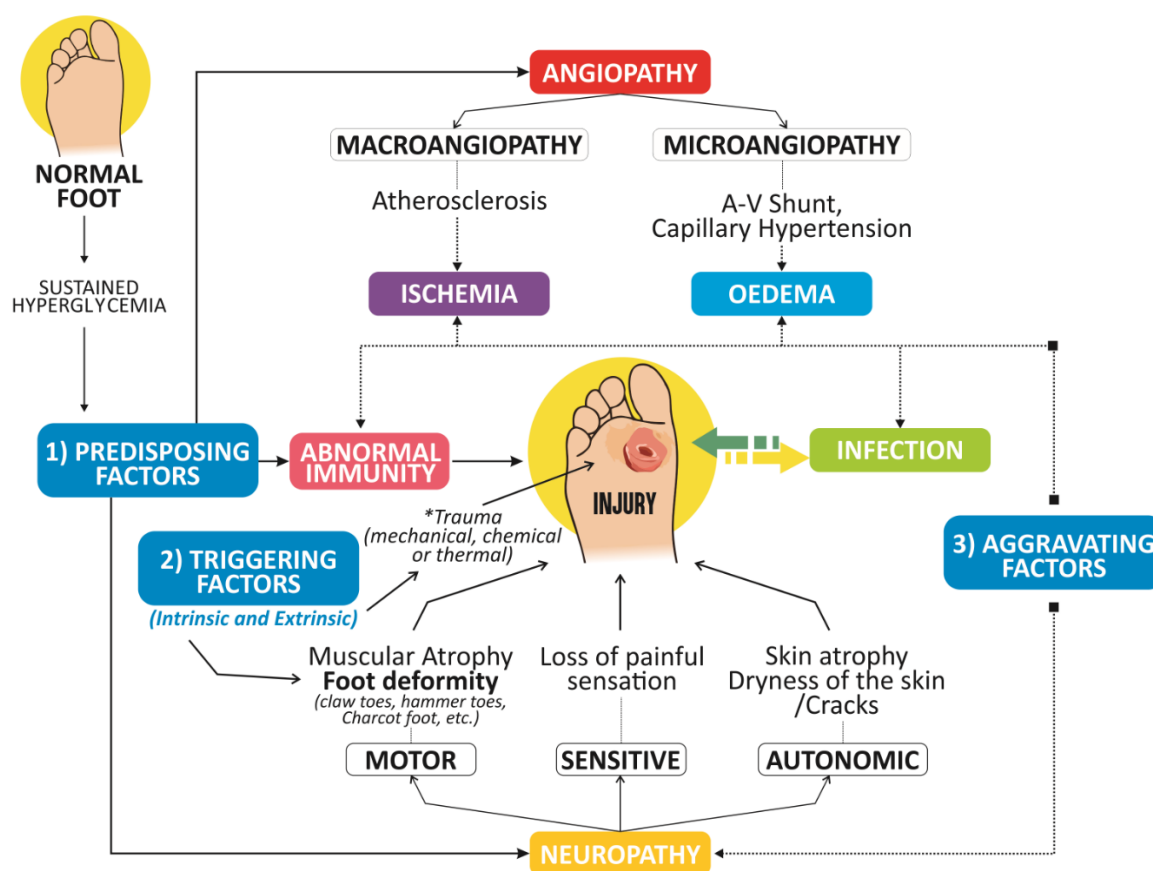 NORMAL
FOOT
SUSTAINED
HYPERGLYCEMIA
1) PREDISPOSING
FACTORS
ANGIOPATHY
MACROANGIOPATHY
MICROANGIOPATHY
Atherosclerosis
A-V Shunt,
Capillary Hypertension
ISCHEMIA
OEDEMA
ABNORMAL
IMMUNITY
INJURY
INFECTION
*Trauma
(mechanical, chemical
or thermal)
2) TRIGGERING
FACTORS
(Intrinsic and Extrinsic)
3) AGGRAVATING
FACTORS
Muscular Atrophy
Foot deformity
(claw toes, hammer toes,
Charcot foot, etc.)
Loss of painful
sensation
Skin atrophy
Dryness of the skin
/Cracks
MOTOR
SENSITIVE
AUTONOMIC
NEUROPATHY